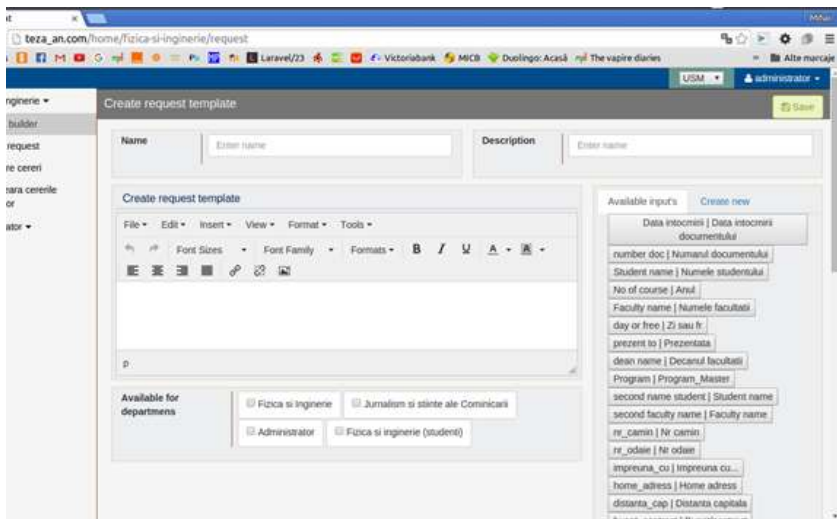 teza_an.com/home/fizica-si-inginerie/request
Laravel/23
Victoriabank
MICB
Duolingo: Acasă
The vapire diaries
Alte marcaje
USM
administrator
nginerie
builder
request
re cereri
eara cererile
or
ator
Create request template
Save
Name
Enter name
Description
Enter name
Create request template
File Edit Insert View Format Tools
Font Sizes Font Family Formats B I U A A
p
Available for
departmens
Fizica si Inginerie
Jurnalism si stiinte ale Cominicarii
Administrator
Fizica si inginerie (studenti)
Available input's
Create new
Data intocmirii | Data intocmirii
documentului
number doc | Numarul documentului
Student name | Numele studentului
No of course | Anul
Faculty name | Numele facultatii
day or free | Zi sau fr
prezent to | Prezentata
dean name | Decanul facultatii
Program | Program_Master
second name student | Student name
second faculty name | Faculty name
nr_camin | Nr camin
nr_odaie | Nr odaie
impreuna_cu | Impreuna cu...
home_adress | Home adress
distanta_cap | Distanta capitala